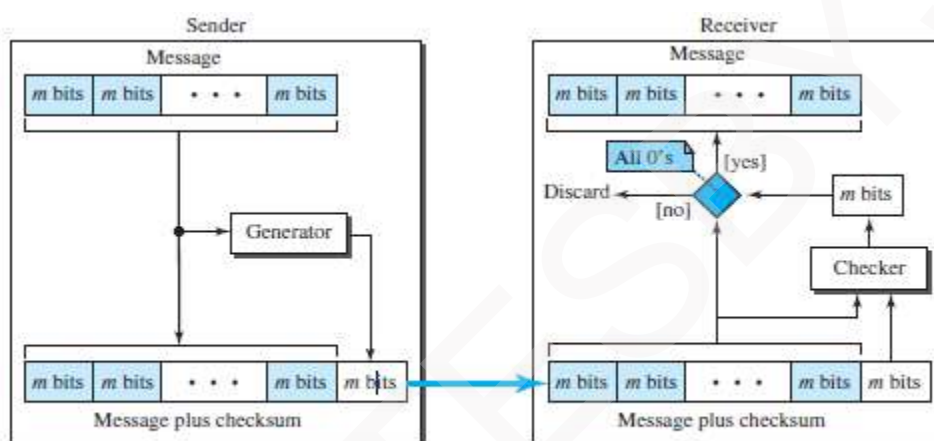 Sender
Message
m bits m bits • • • m bits
Generator
m bits m bits • • • m bits m bits
Message plus checksum
Receiver
Message
m bits m bits • • • m bits
All 0's
[yes]
Discard
[no]
m bits
Checker
m bits m bits • • • m bits m bits
Message plus checksum